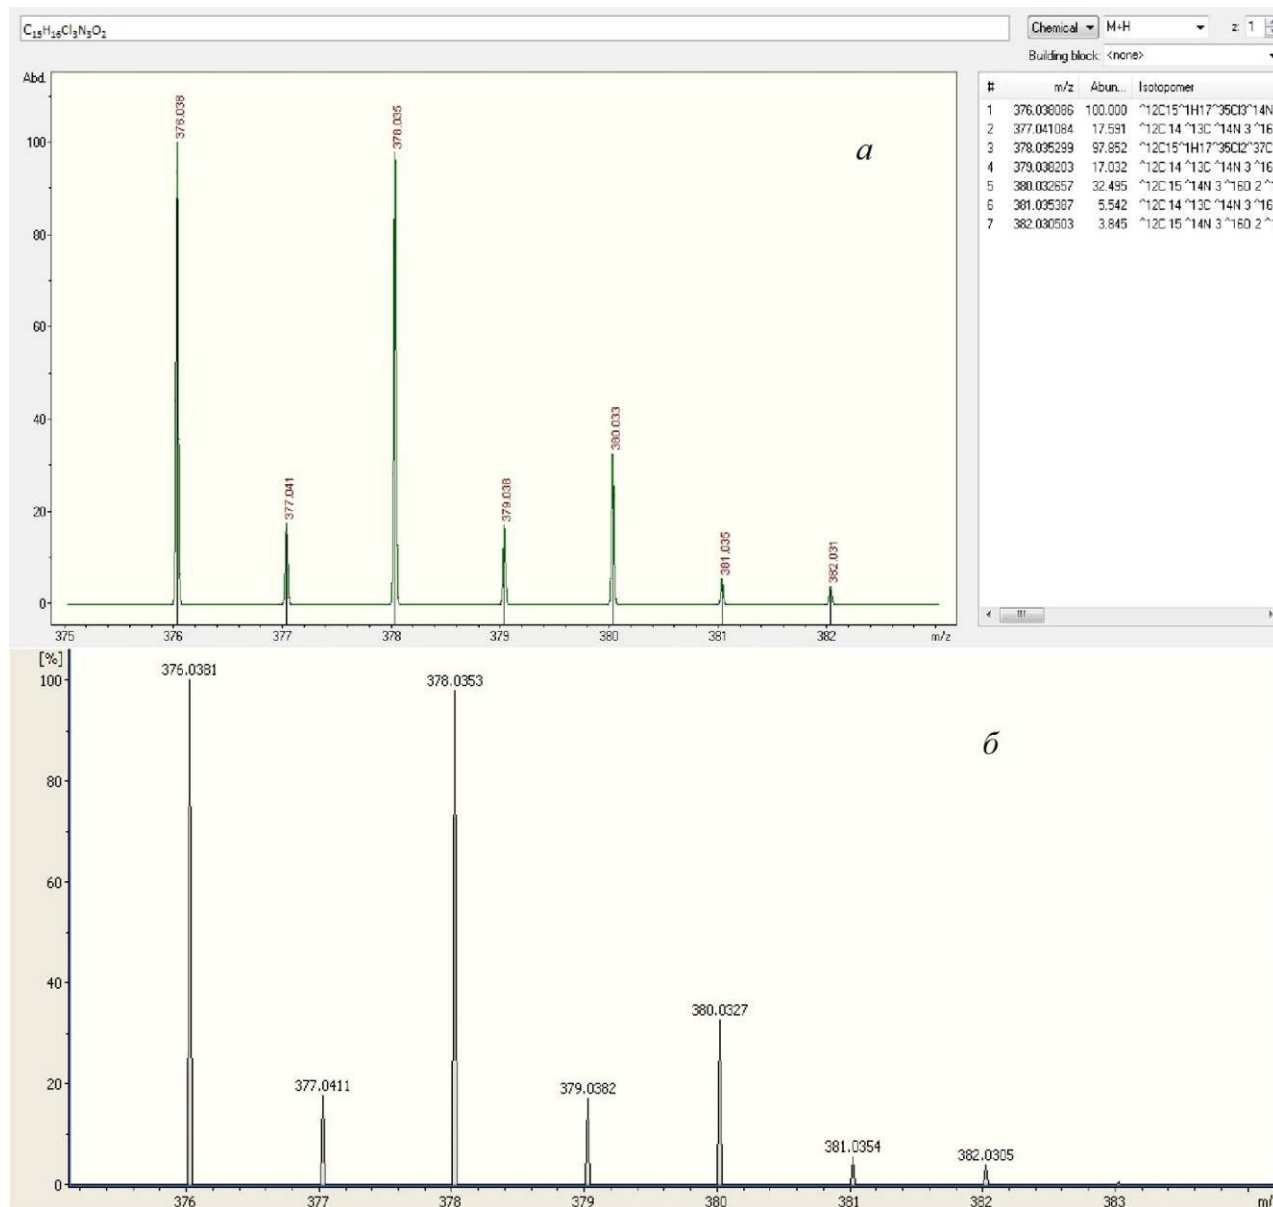 C₁₅H₁₆Cl₃N₃O₂
Chemical M+H z: 1
Building block: <none>
Abd.
# m/z Abun... Isotopomer
1 376.038086 100.000 ^12C15^1H17^35Cl3^14N
2 377.041084 17.591 ^12C 14 ^13C ^14N 3 ^16
3 378.035299 97.852 ^12C15^1H17^35Cl2^37C
4 379.038203 17.032 ^12C 14 ^13C ^14N 3 ^16
5 380.032657 32.495 ^12C 15 ^14N 3 ^16O 2 ^
6 381.035387 5.542 ^12C 14 ^13C ^14N 3 ^16
7 382.030503 3.845 ^12C 15 ^14N 3 ^16O 2 ^
а
376.038
377.041
378.035
379.038
380.033
381.035
382.031
100
80
60
40
20
0
375 376 377 378 379 380 381 382 m/z
[%]
б
376.0381
377.0411
378.0353
379.0382
380.0327
381.0354
382.0305
100
80
60
40
20
0
376 377 378 379 380 381 382 383 m/